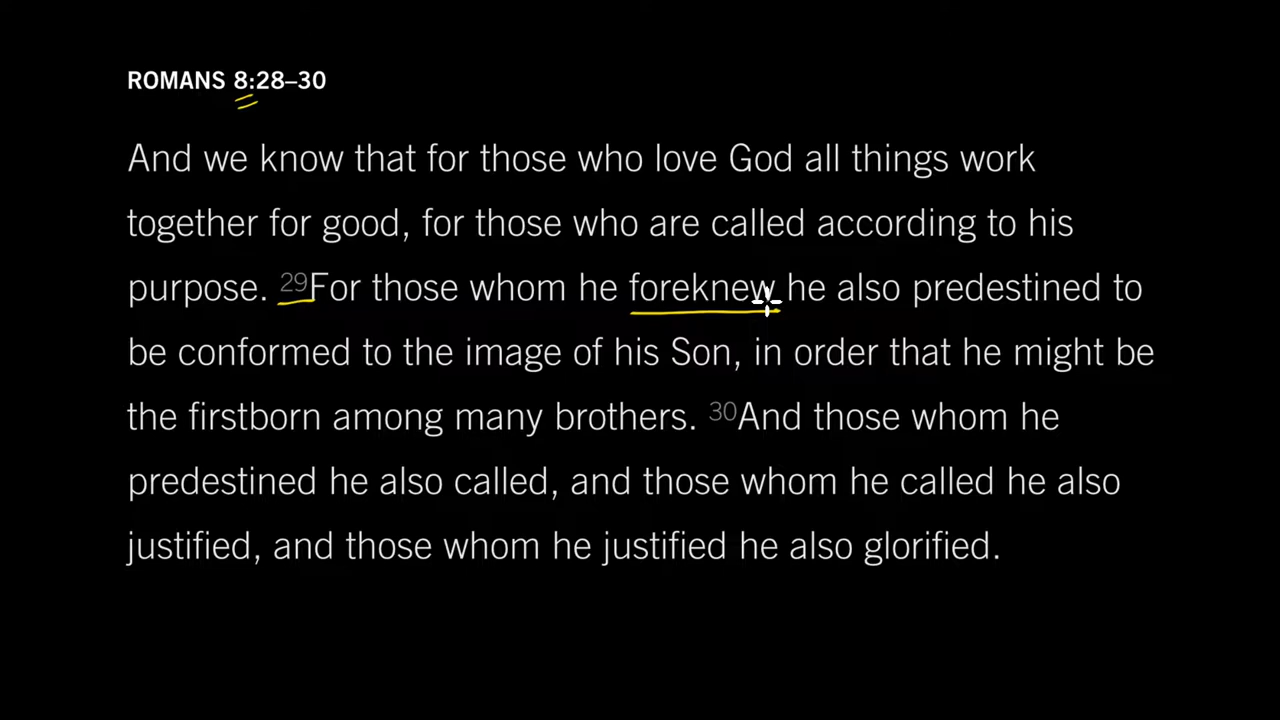 ROMANS 8:28–30
And we know that for those who love God all things work
together for good, for those who are called according to his
purpose. 29For those whom he foreknew he also predestined to
be conformed to the image of his Son, in order that he might be
the firstborn among many brothers. 30And those whom he
predestined he also called, and those whom he called he also
justified, and those whom he justified he also glorified.